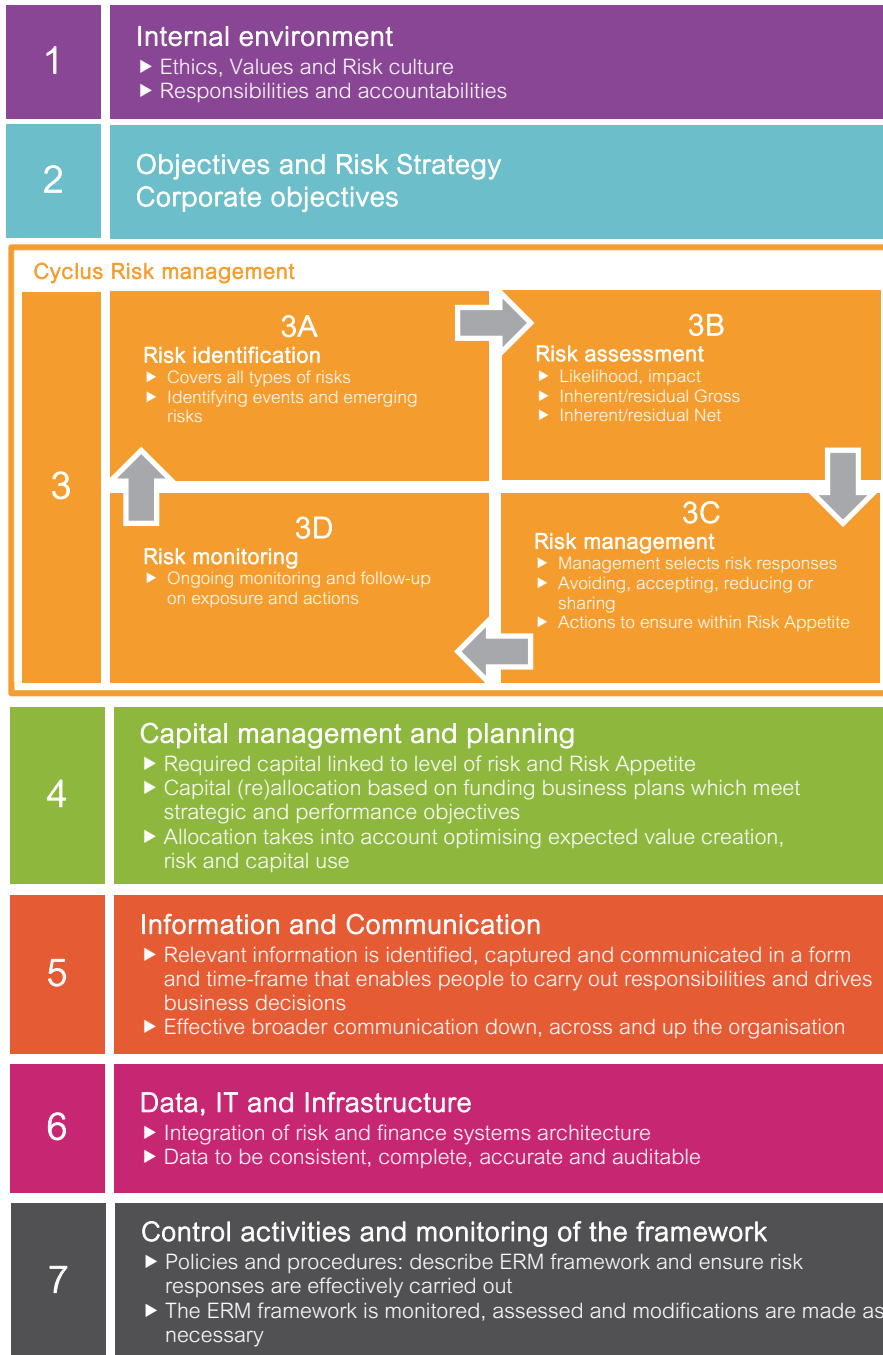 1
Internal environment
▶ Ethics, Values and Risk culture
▶ Responsibilities and accountabilities
2
Objectives and Risk Strategy
Corporate objectives
Cyclus Risk management
3
3A
Risk identification
▶ Covers all types of risks
▶ Identifying events and emerging
risks
3B
Risk assessment
▶ Likelihood, impact
▶ Inherent/residual Gross
▶ Inherent/residual Net
3C
Risk management
▶ Management selects risk responses
▶ Avoiding, accepting, reducing or
sharing
▶ Actions to ensure within Risk Appetite
3D
Risk monitoring
▶ Ongoing monitoring and follow-up
on exposure and actions
4
Capital management and planning
▶ Required capital linked to level of risk and Risk Appetite
▶ Capital (re)allocation based on funding business plans which meet
strategic and performance objectives
▶ Allocation takes into account optimising expected value creation,
risk and capital use
5
Information and Communication
▶ Relevant information is identified, captured and communicated in a form
and time-frame that enables people to carry out responsibilities and drives
business decisions
▶ Effective broader communication down, across and up the organisation
6
Data, IT and Infrastructure
▶ Integration of risk and finance systems architecture
▶ Data to be consistent, complete, accurate and auditable
7
Control activities and monitoring of the framework
▶ Policies and procedures: describe ERM framework and ensure risk
responses are effectively carried out
▶ The ERM framework is monitored, assessed and modifications are made as
necessary